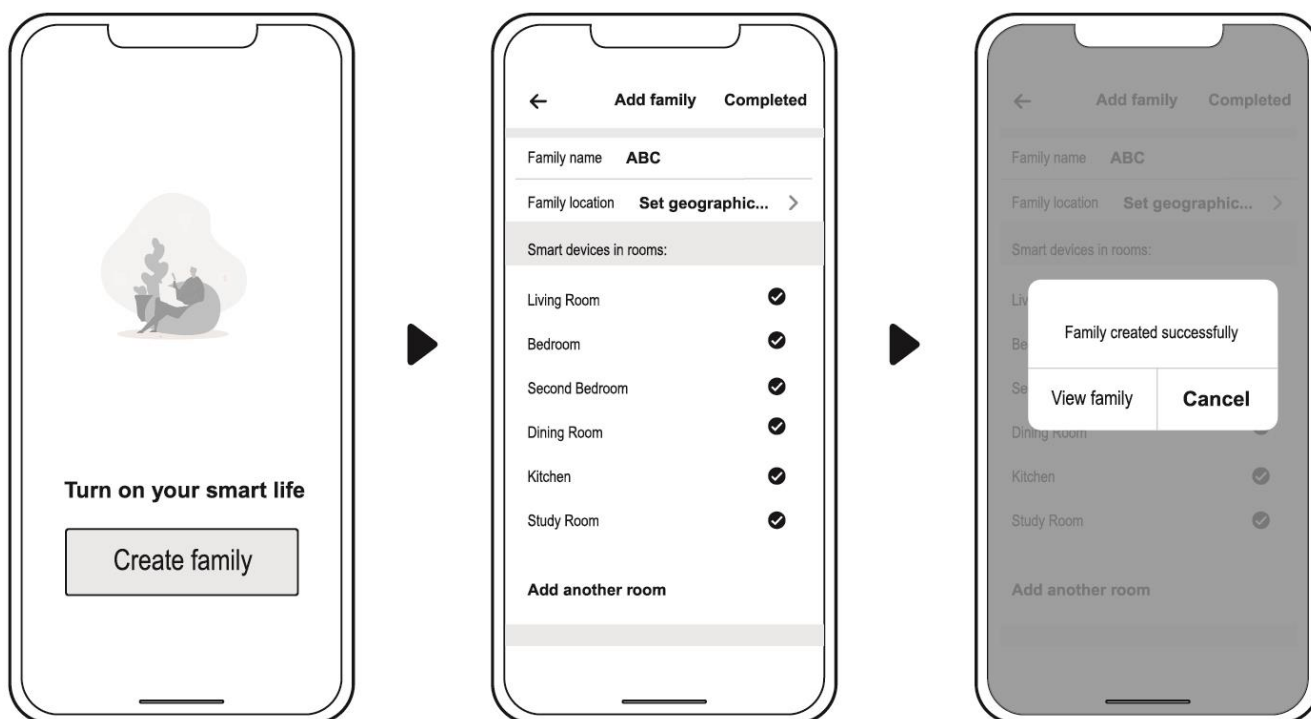 Turn on your smart life
Create family
Add family Completed
Family name ABC
Family location Set geographic...
Smart devices in rooms:
Living Room
Bedroom
Second Bedroom
Dining Room
Kitchen
Study Room
Add another room
Add family Completed
Family name ABC
Family location Set geographic...
Smart devices in rooms:
Liv
Family created successfully
Be
Se
View family Cancel
Dining Room
Kitchen
Study Room
Add another room